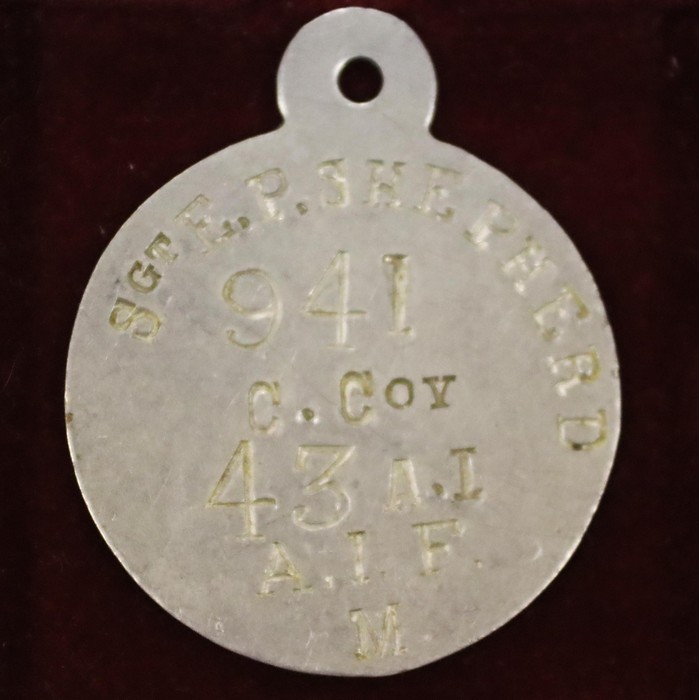 SGT E. P. SHEPHERD
941
C. COY
43 A.I
A.I.F.
M